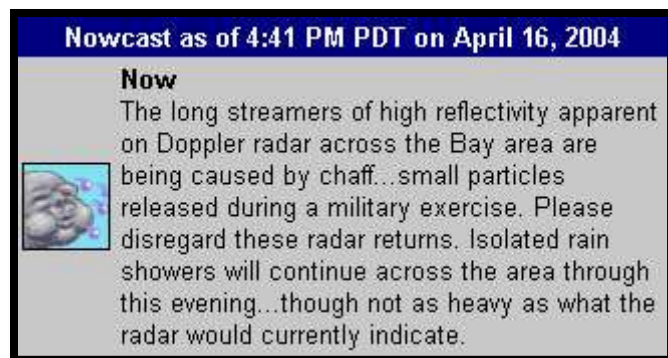 Nowcast as of 4:41 PM PDT on April 16, 2004
Now
The long streamers of high reflectivity apparent
on Doppler radar across the Bay area are
being caused by chaff...small particles
released during a military exercise. Please
disregard these radar returns. Isolated rain
showers will continue across the area through
this evening...though not as heavy as what the
radar would currently indicate.